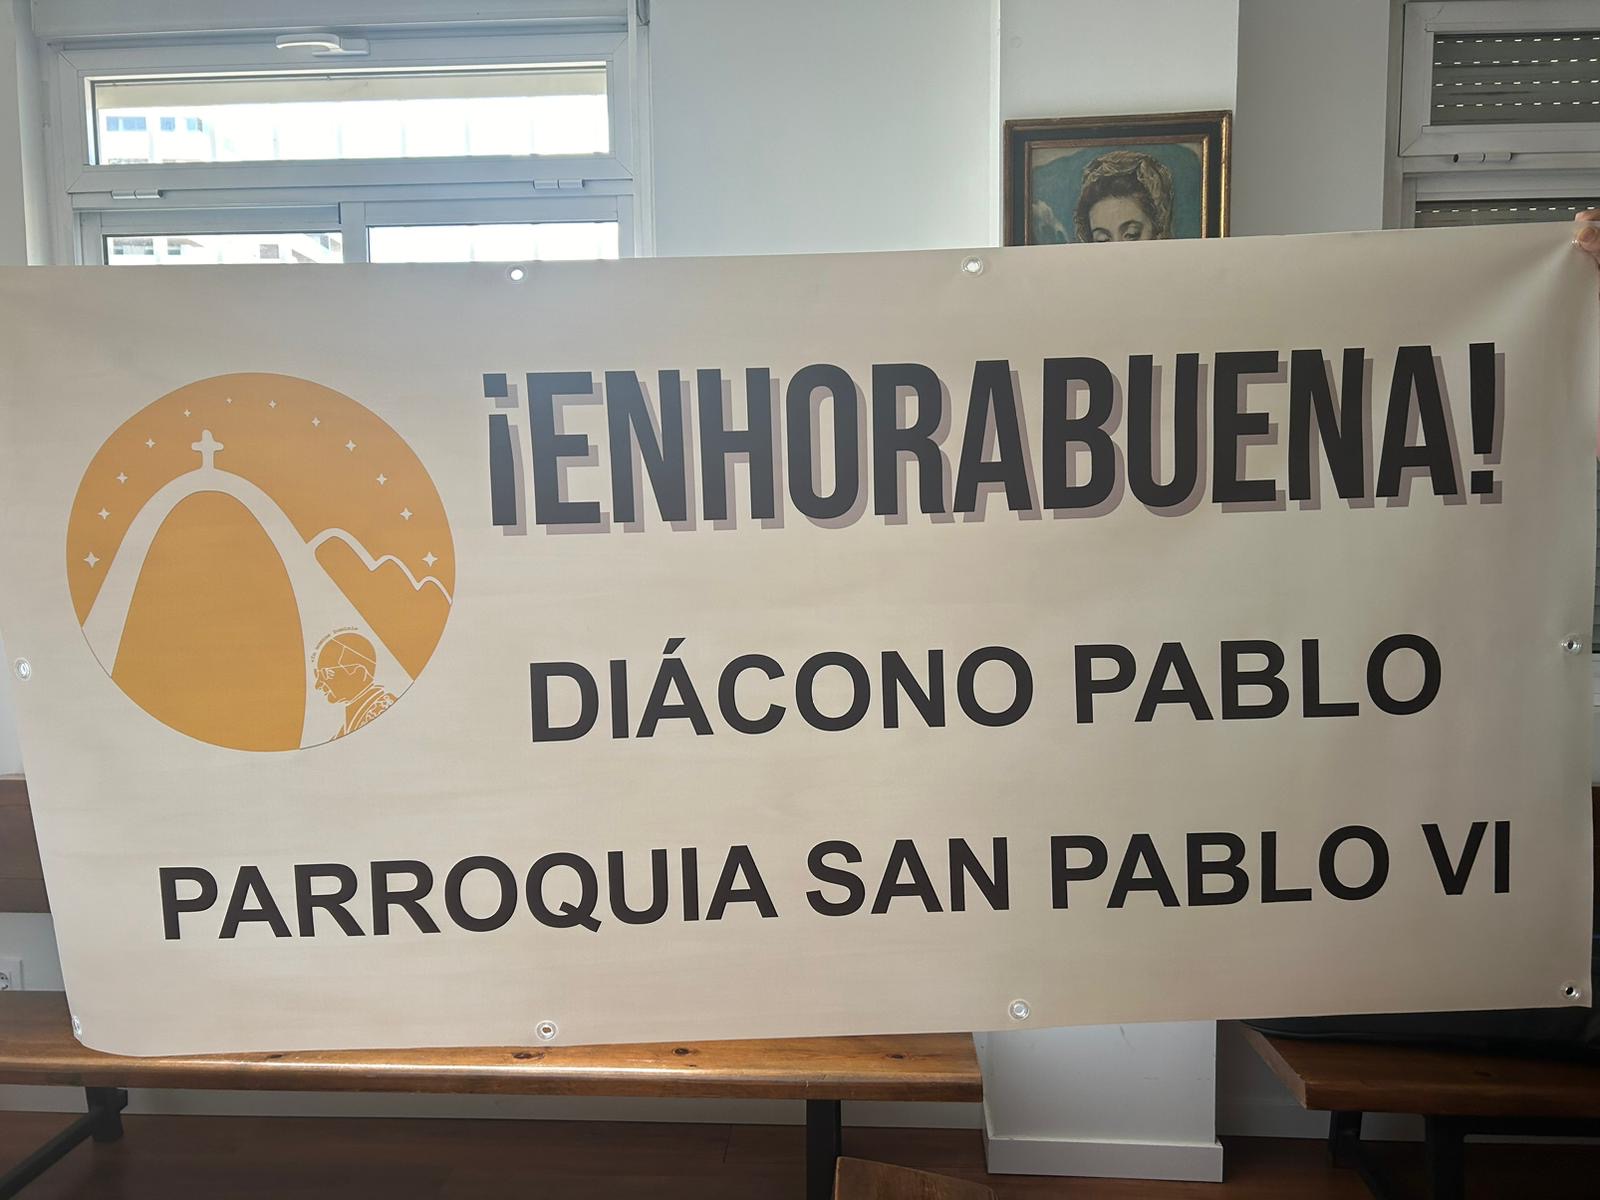 ¡ENHORABUENA!
DIÁCONO PABLO
PARROQUIA SAN PABLO VI